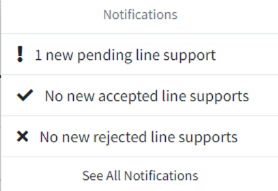 Notifications
1 new pending line support
No new accepted line supports
No new rejected line supports
See All Notifications